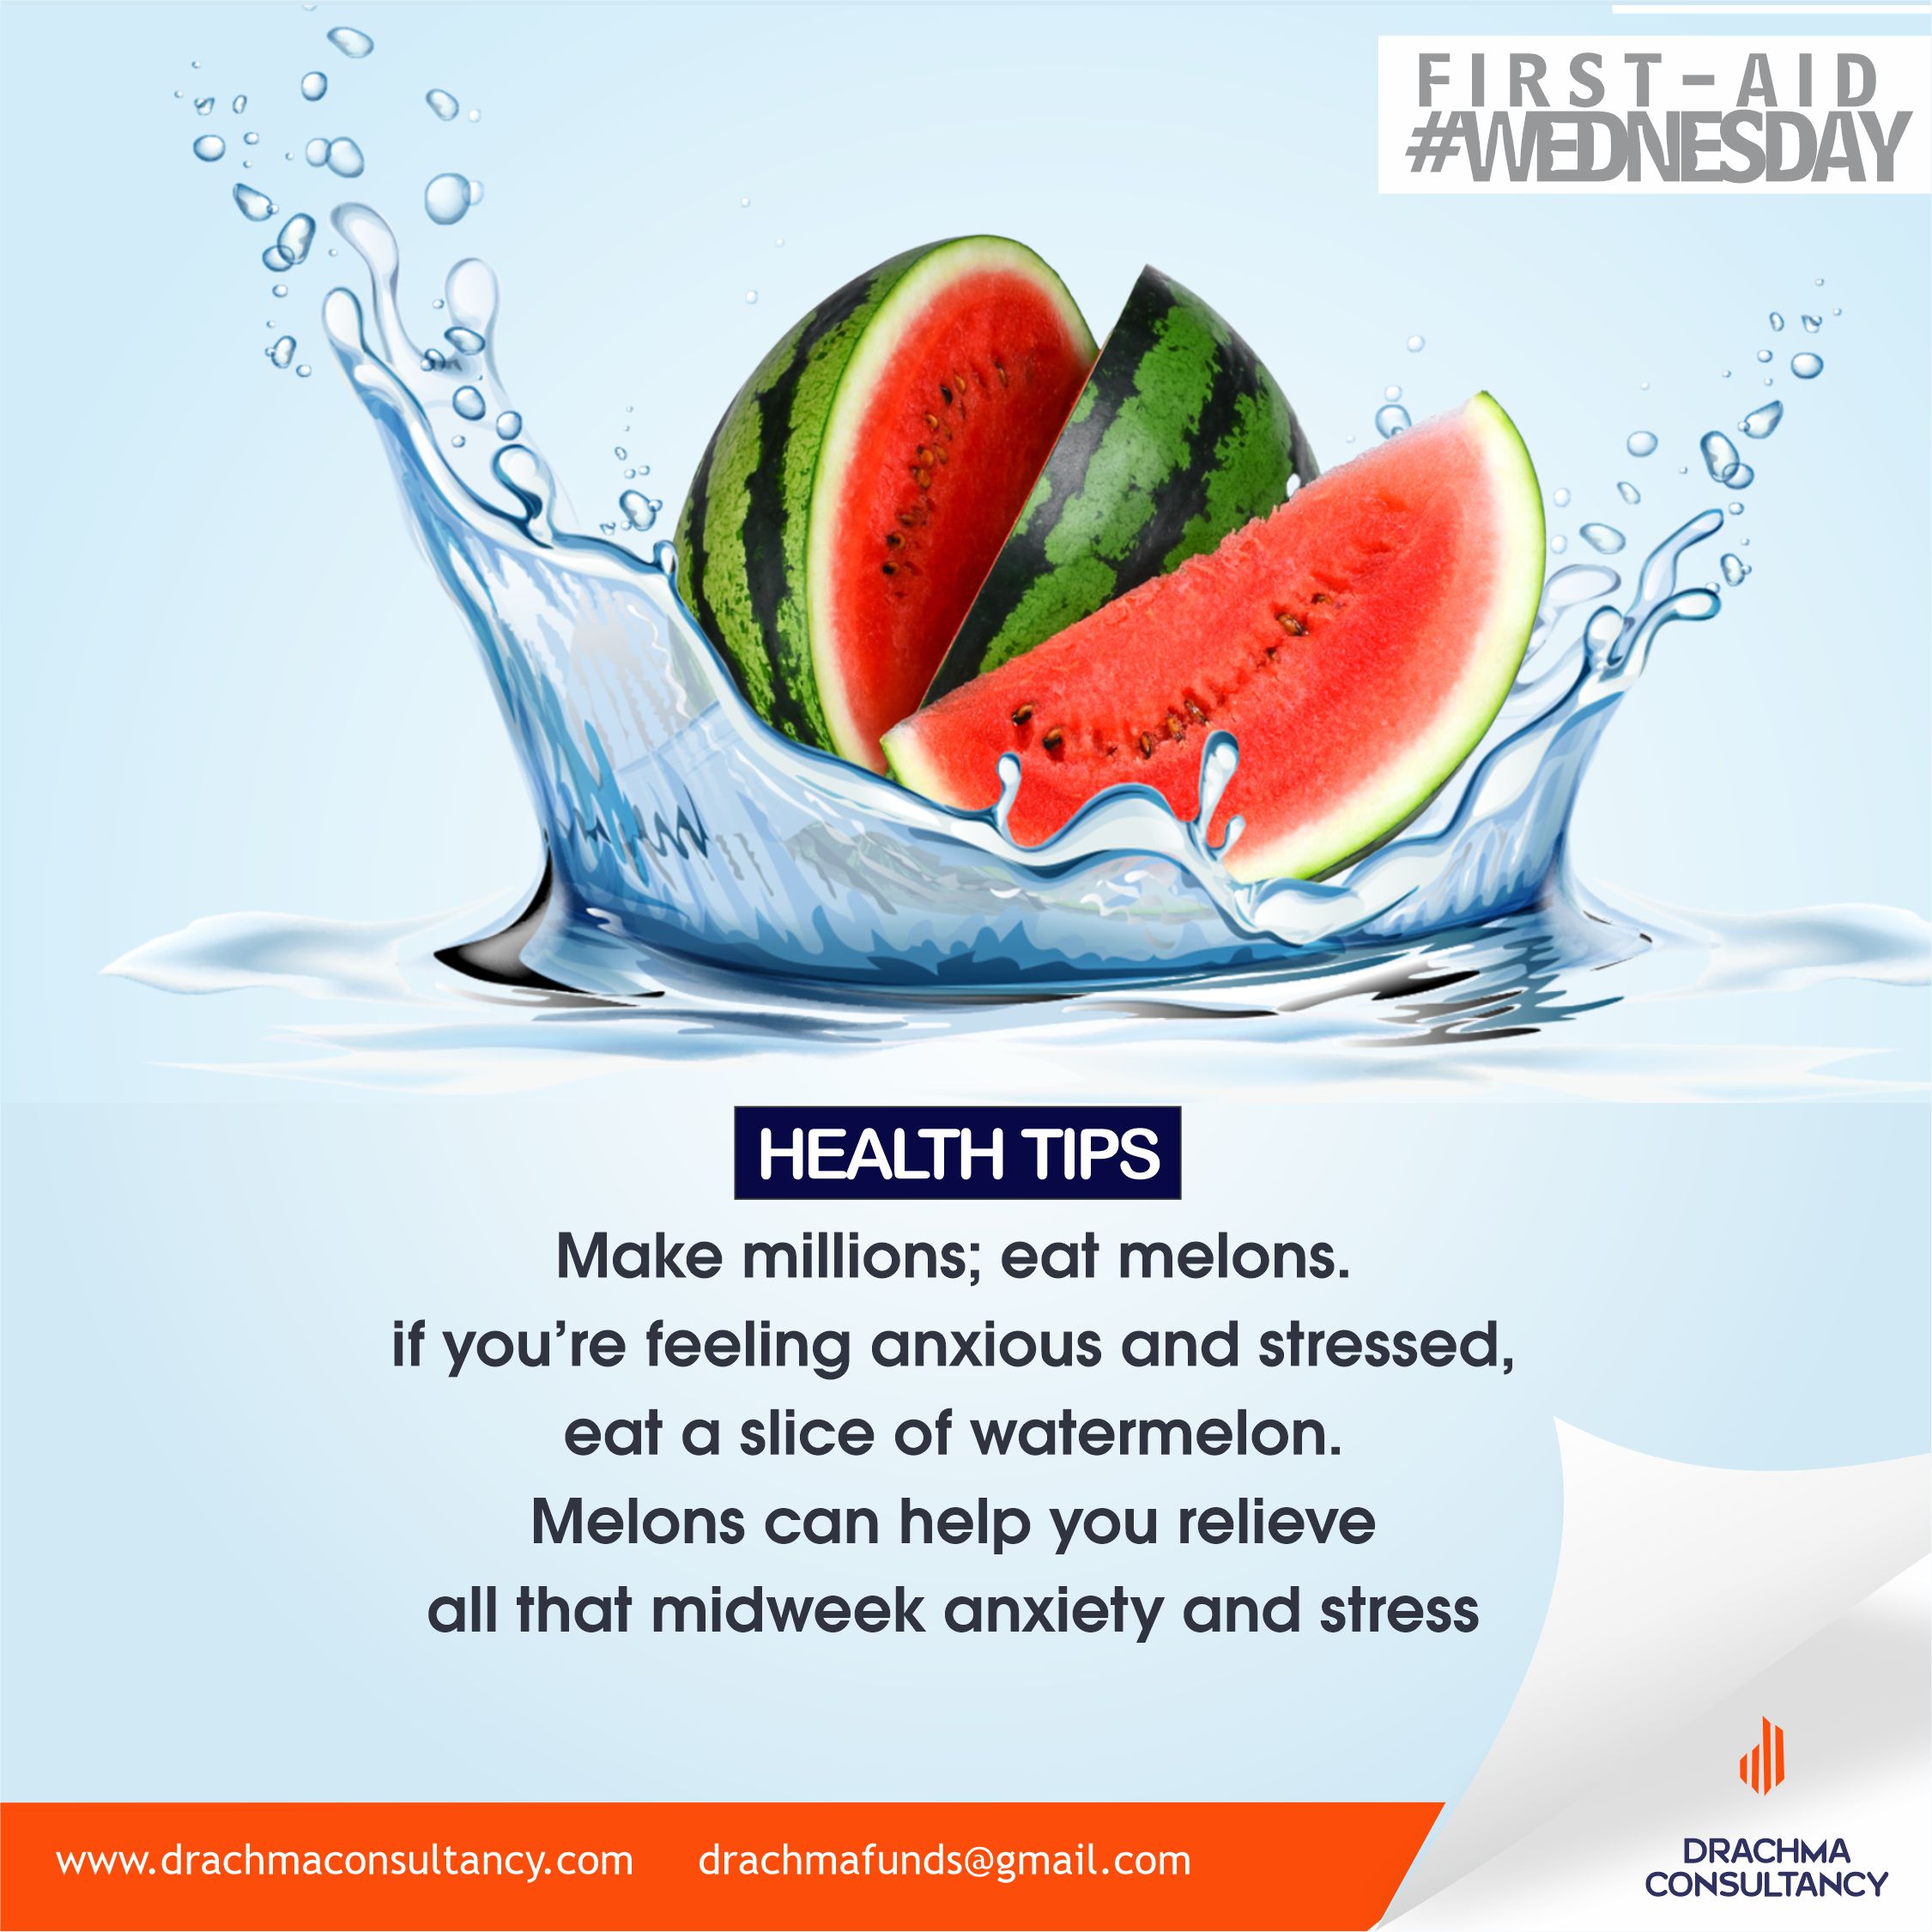 FIRST-AID
#WEDNESDAY
HEALTH TIPS
Make millions; eat melons.
if you’re feeling anxious and stressed,
eat a slice of watermelon.
Melons can help you relieve
all that midweek anxiety and stress
www.drachmaconsultancy.com drachmafunds@gmail.com
DRACHMA
CONSULTANCY